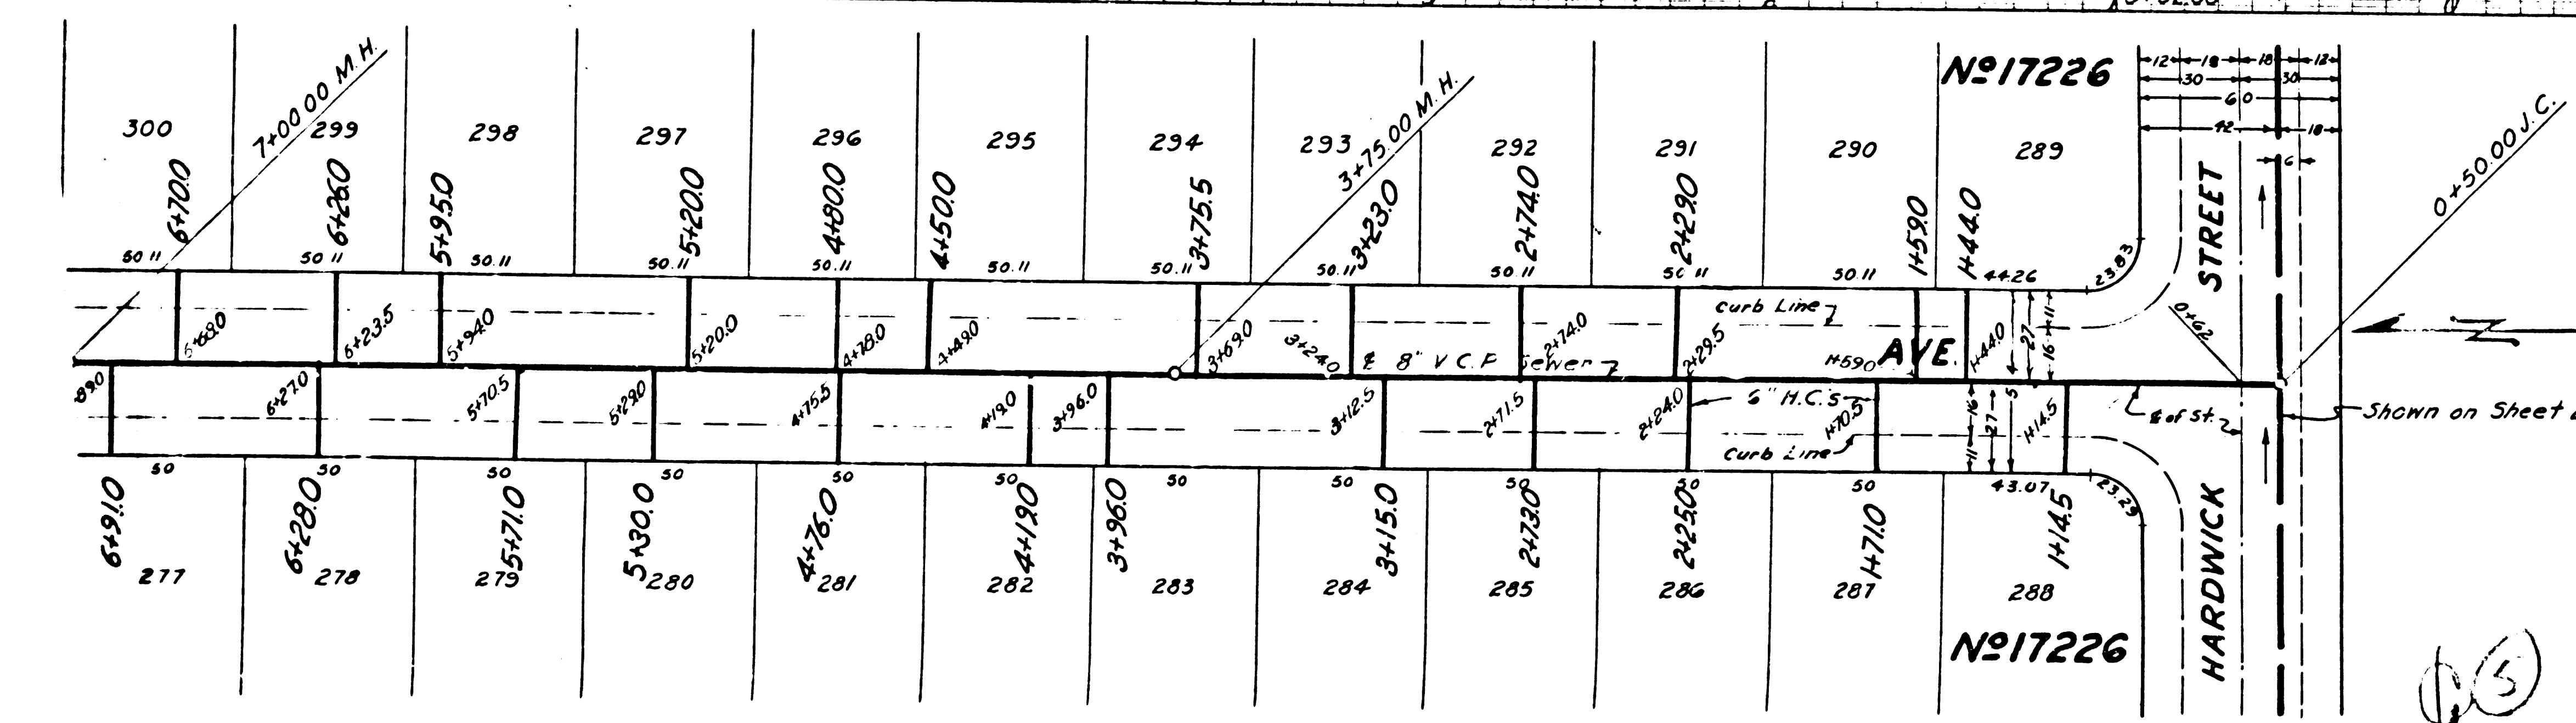 7+00.00 M.H.
3+75.00 M.H.
0+50.00 J.C.
Nº17226
12 18 18 12
30 30
60
42 18
6
300 299 298 297 296 295 294 293 292 291 290 289
6+70.0 6+26.0 5+95.0 5+20.0 4+80.0 4+50.0 3+75.5 3+23.0 2+74.0 2+29.0 1+59.0 1+44.0
50.11 50.11 50.11 50.11 50.11 50.11 50.11 50.11 50.11 50.11 50.11 44.26 23.83
STREET
Curb Line
0+62
6+23.5 5+94.0 5+20.0 4+78.0 4+49.0 3+69.0 3+24.0 2+74.0 2+29.5 1+59.0 1+44.0
11 27 16 4
℄ 8" V.C.P. Sewer
AVE.
89.0 6+27.0 5+70.5 5+29.0 4+75.5 4+19.0 3+96.0 3+12.5 2+71.5 2+24.0 1+70.5 1+14.5
6" H.C.'s
16 27 11 5
℄ of St.
Shown on Sheet
Curb Line
50 50 50 50 50 50 50 50 50 50 50 43.07 23.29
6+91.0 6+28.0 5+71.0 5+30.0 4+76.0 4+19.0 3+96.0 3+15.0 2+73.0 2+25.0 1+71.0 1+14.5
277 278 279 280 281 282 283 284 285 286 287 288
HARDWICK
Nº17226
5